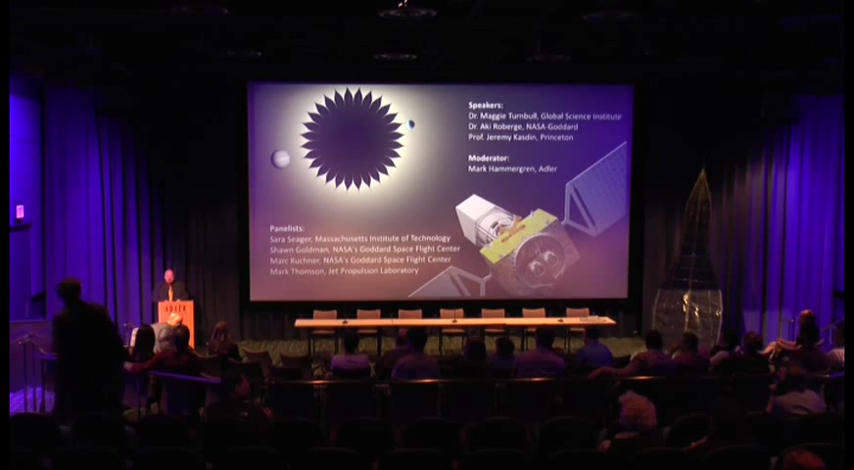 Speakers:
Dr. Maggie Turnbull, Global Science Institute
Dr. Aki Roberge, NASA-Goddard
Prof. Jeremy Kasdin, Princeton
Moderator:
Mark Hammergren, Adler
Panelists:
Sara Seager, Massachusetts Institute of Technology
Shawn Goldman, NASA's Goddard Space Flight Center
Marc Kuchner, NASA's Goddard Space Flight Center
Mark Thomson, Jet Propulsion Laboratory
ADLER